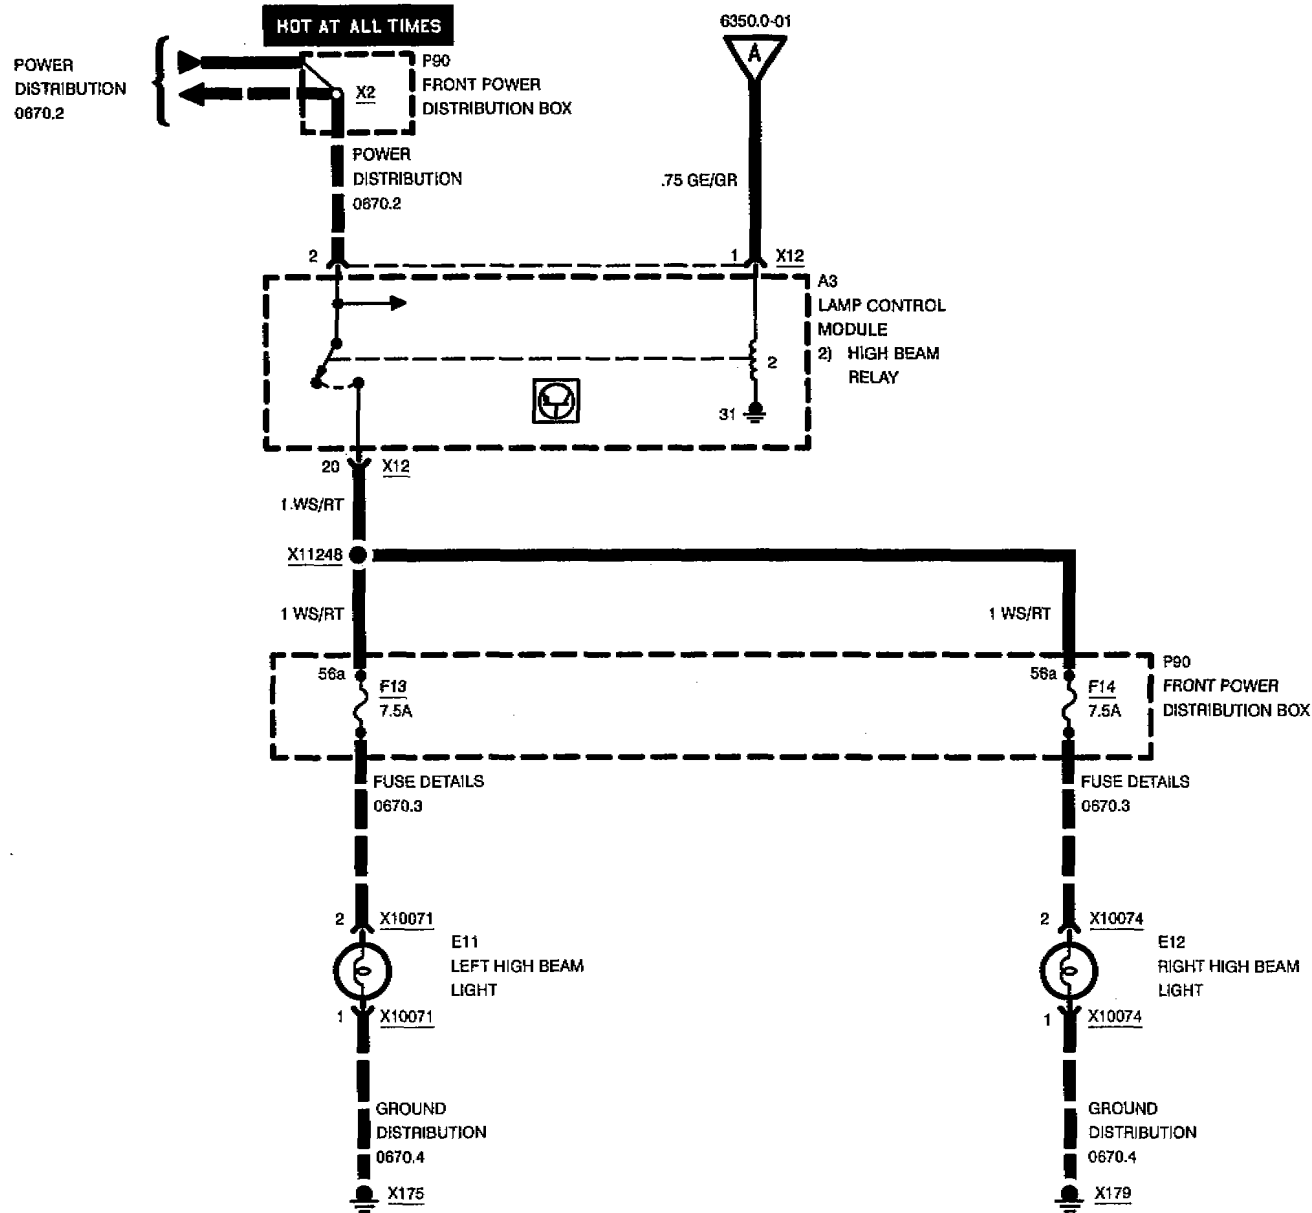 HOT AT ALL TIMES
6350.0-01
A
POWER
DISTRIBUTION
0670.2
X2
P90
FRONT POWER
DISTRIBUTION BOX
POWER
DISTRIBUTION
0670.2
.75 GE/GR
2
1
X12
A3
LAMP CONTROL
MODULE
2) HIGH BEAM
RELAY
2
31
20
X12
1.WS/RT
X11248
1 WS/RT
1 WS/RT
56a
F13
7.5A
56a
F14
7.5A
P90
FRONT POWER
DISTRIBUTION BOX
FUSE DETAILS
0670.3
FUSE DETAILS
0670.3
2
X10071
E11
LEFT HIGH BEAM
LIGHT
1
X10071
2
X10074
E12
RIGHT HIGH BEAM
LIGHT
1
X10074
GROUND
DISTRIBUTION
0670.4
GROUND
DISTRIBUTION
0670.4
X175
X179